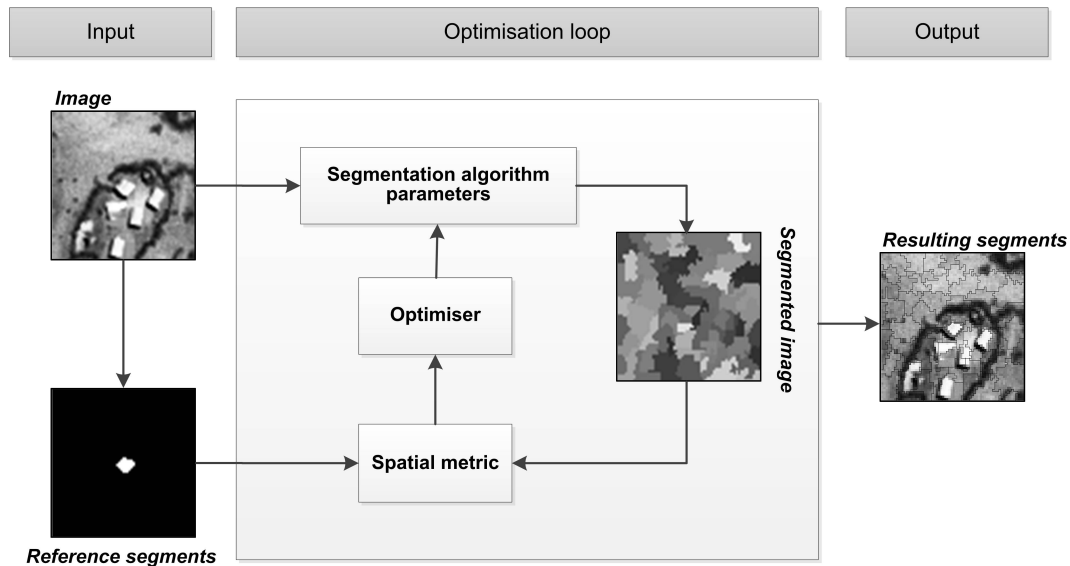 Input
Optimisation loop
Output
Image
Segmentation algorithm
parameters
Segmented image
Resulting segments
Optimiser
Spatial metric
Reference segments